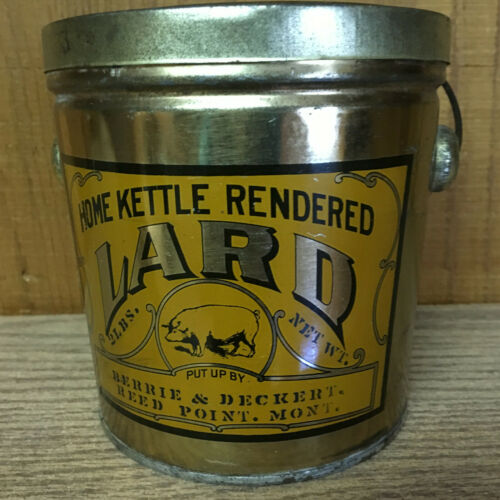 HOME KETTLE RENDERED
LARD
LBS. NET WT.
PUT UP BY
BERRIE & DECKERT.
REED POINT. MONT.